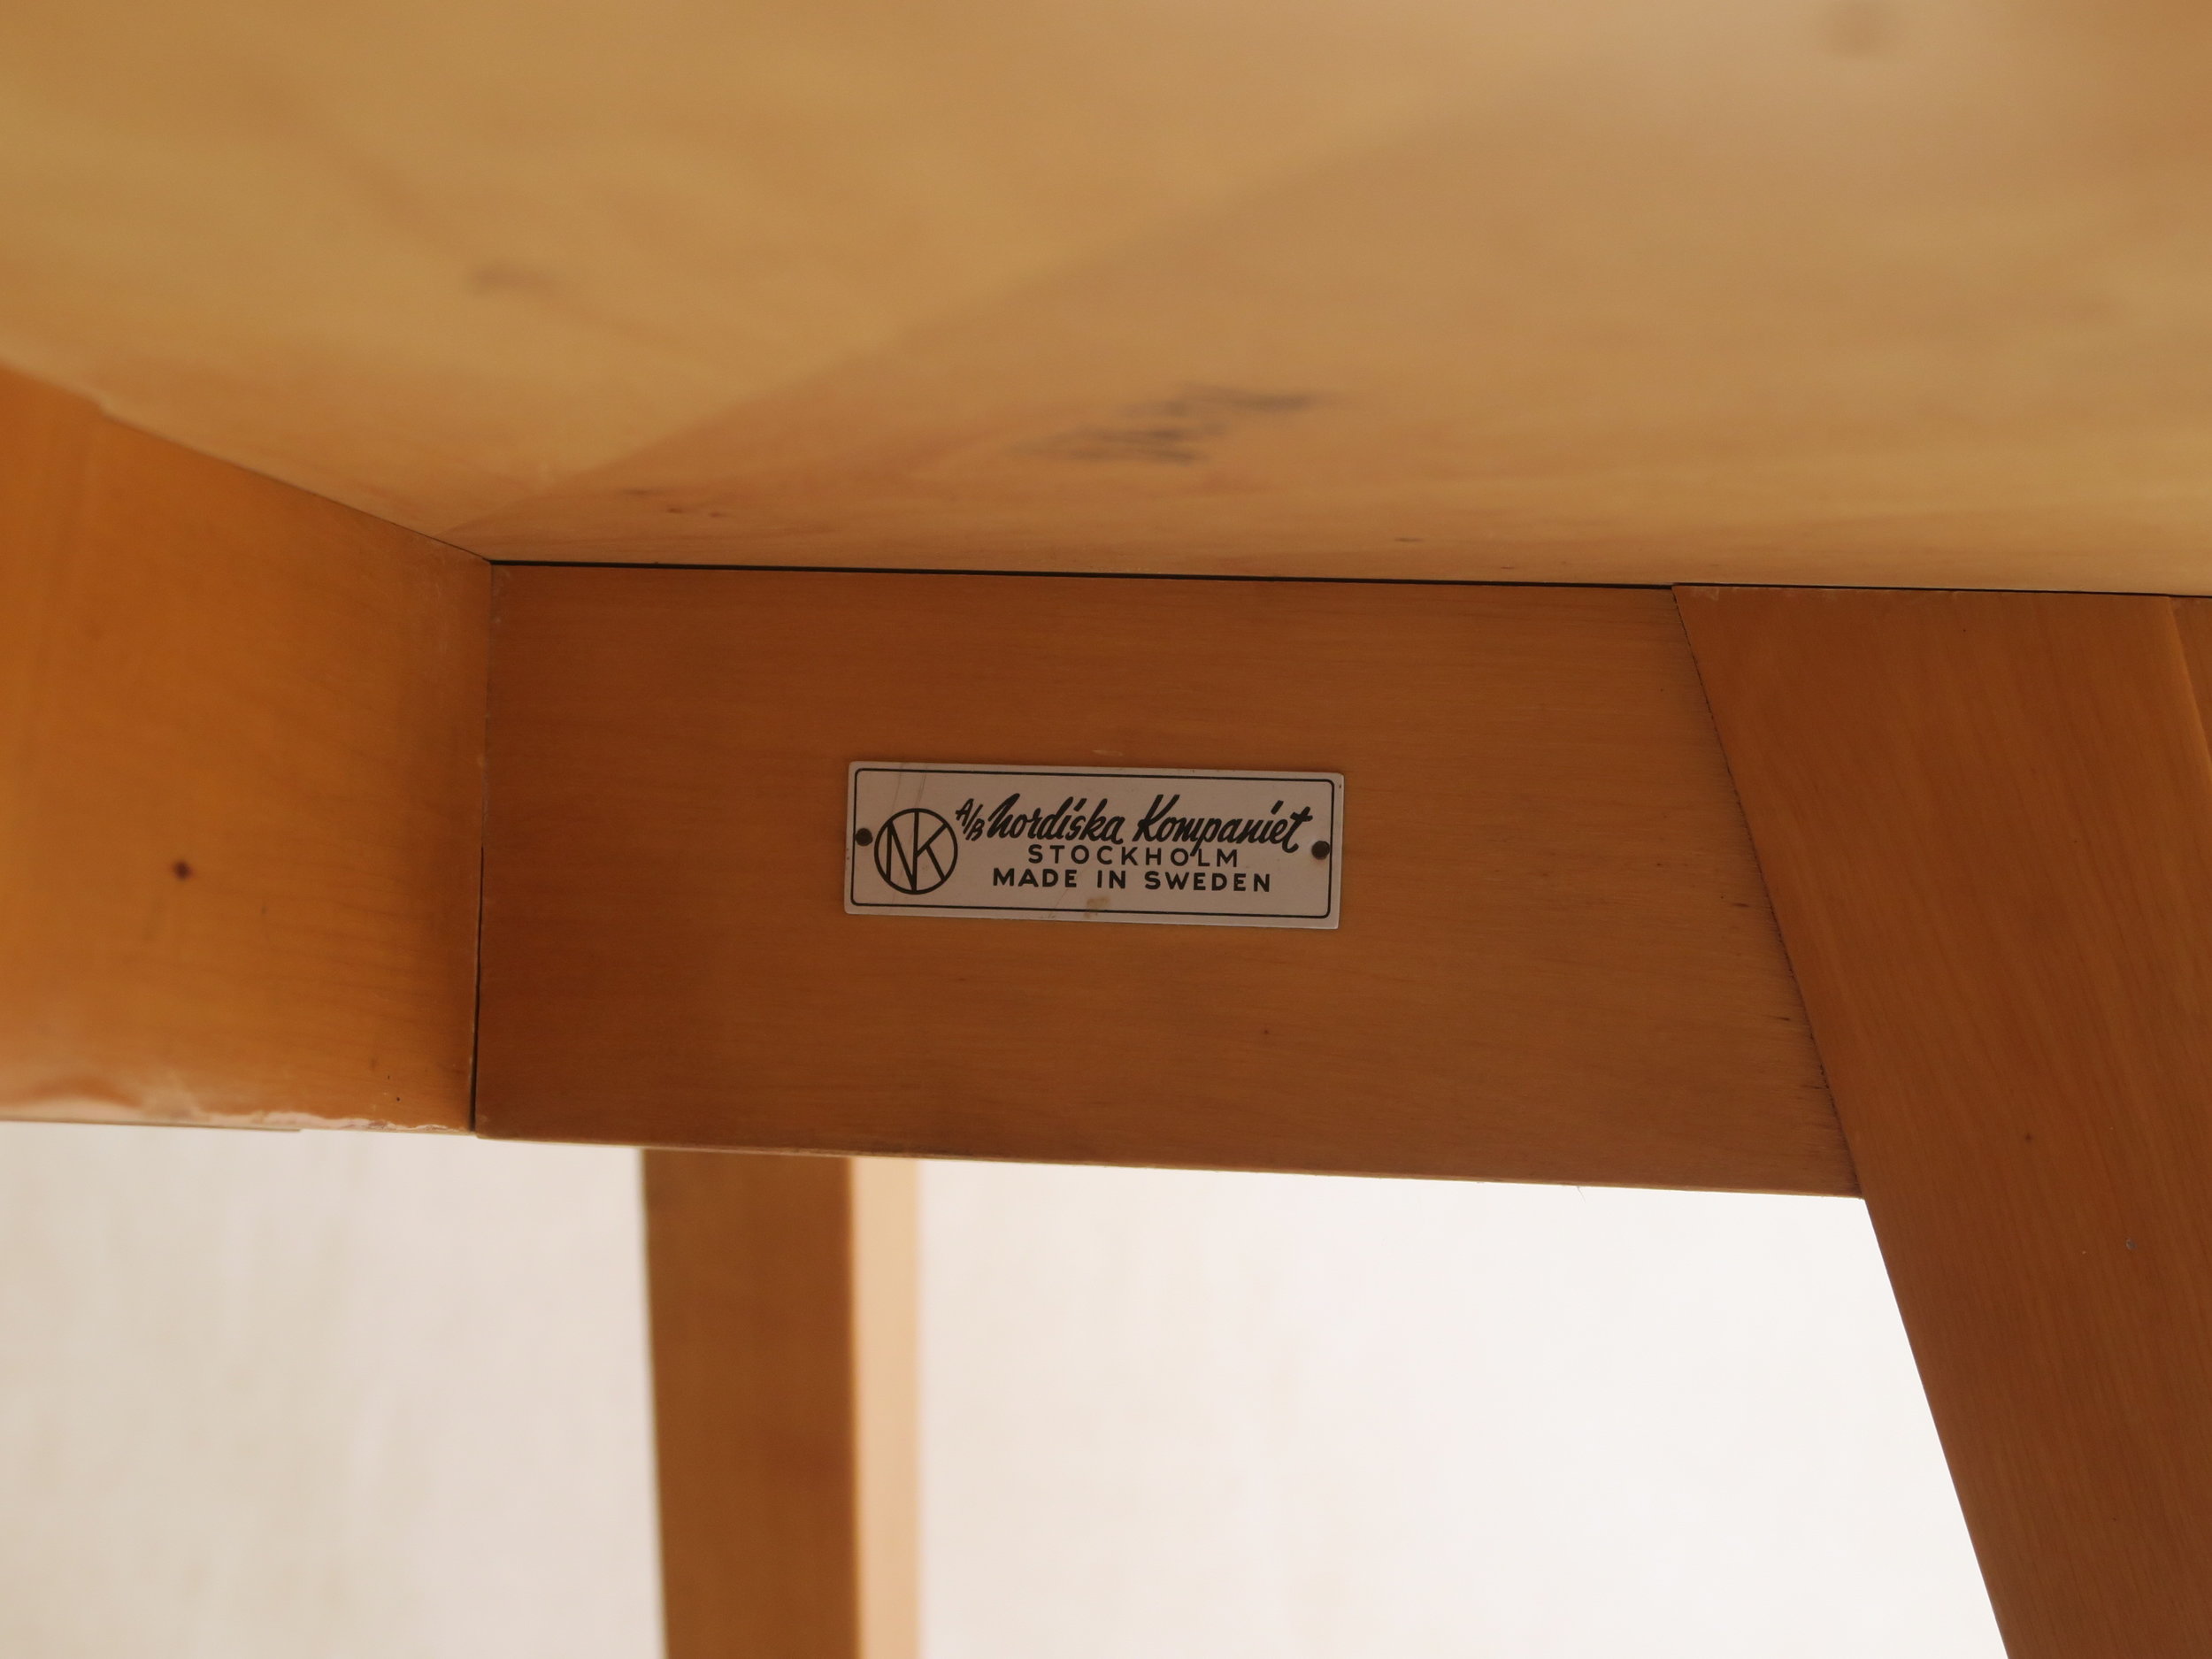 NK
A/B Nordiska Kompaniet
STOCKHOLM
MADE IN SWEDEN